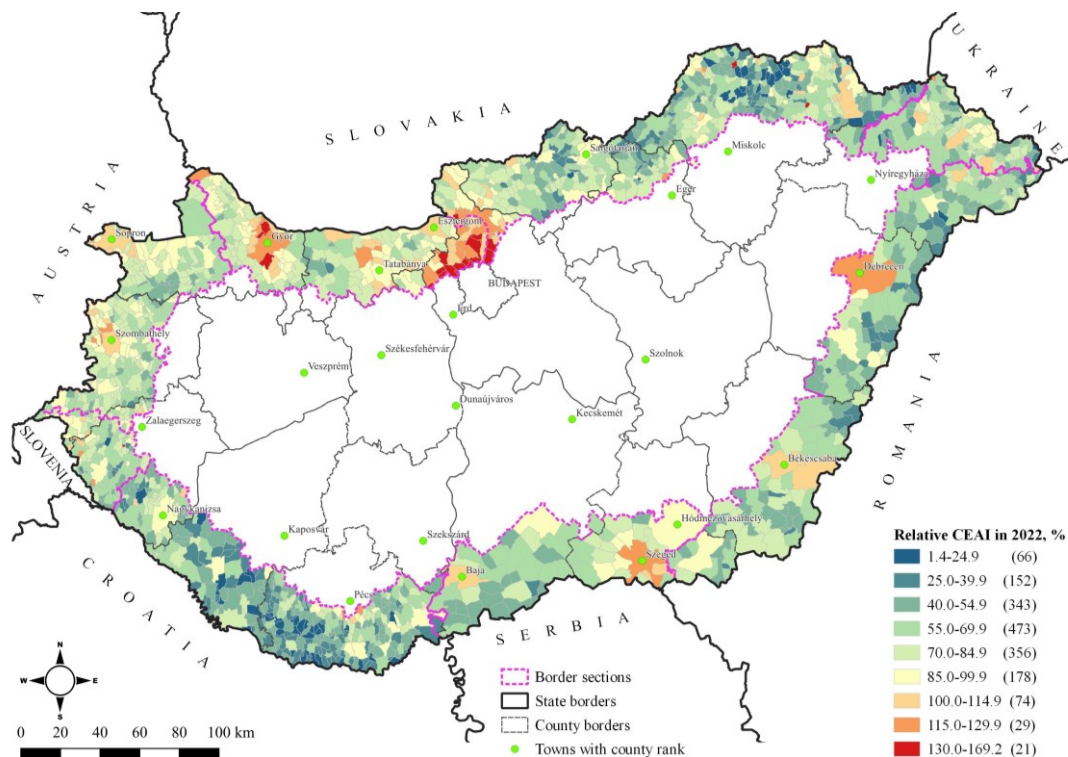 UKRAINE
SLOVAKIA
AUSTRIA
Salgótarján
Miskolc
Nyíregyháza
Eger
Esztergom
Sopron
Győr
Tatabánya
Debrecen
BUDAPEST
Érd
Szombathely
Székesfehérvár
Szolnok
Veszprém
Dunaújváros
Kecskemét
Zalaegerszeg
SLOVENIA
ROMANIA
Békéscsaba
Nagykanizsa
Hódmezővásárhely
Kaposvár
Szekszárd
Szeged
Baja
Pécs
CROATIA
SERBIA
Relative CEAI in 2022, %
1.4-24.9 (66)
25.0-39.9 (152)
40.0-54.9 (343)
55.0-69.9 (473)
70.0-84.9 (356)
85.0-99.9 (178)
100.0-114.9 (74)
115.0-129.9 (29)
130.0-169.2 (21)
Border sections
State borders
County borders
Towns with county rank
N
W E
S
0 20 40 60 80 100 km